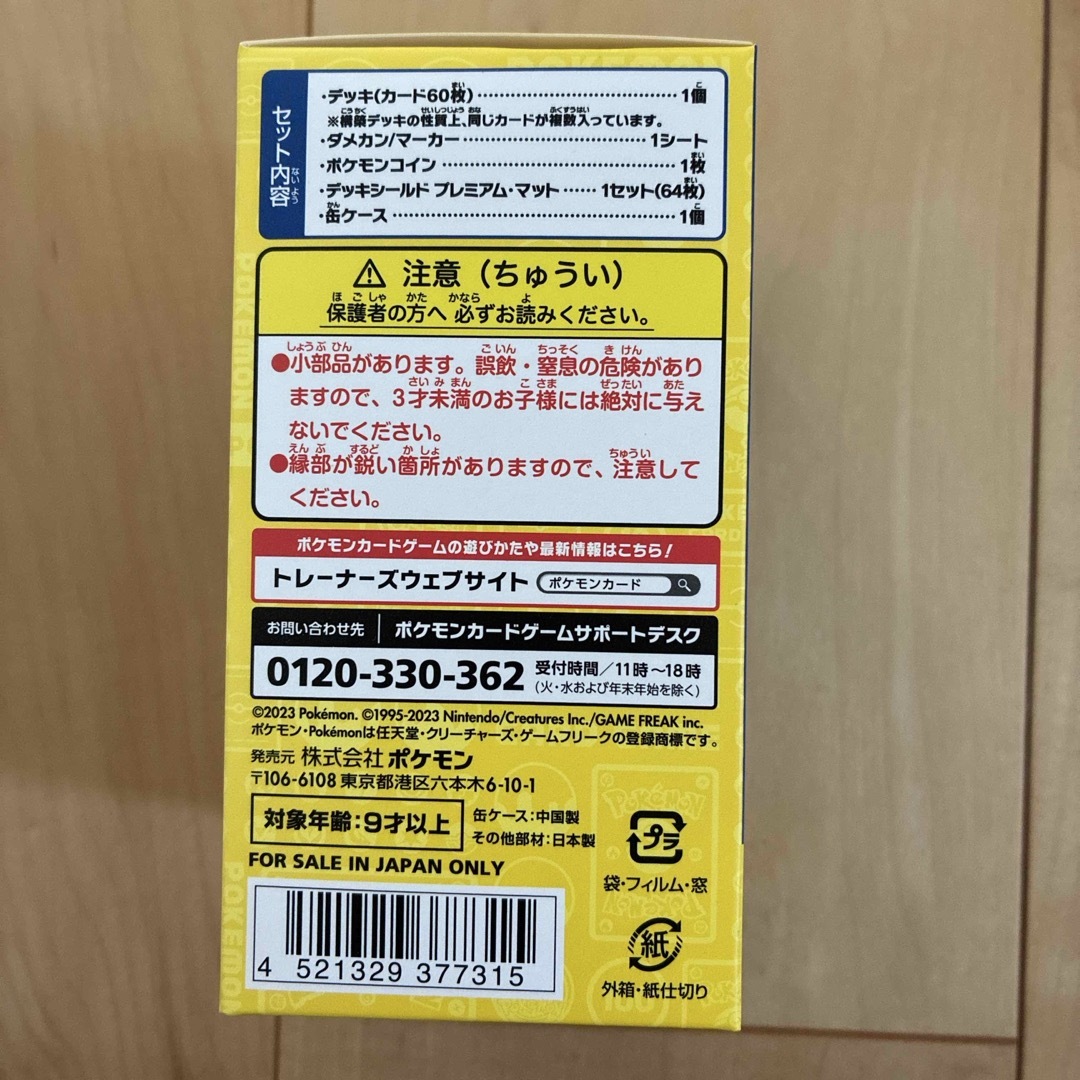 セット内容
・デッキ(カード60枚)……1個
※構築デッキの性質上、同じカードが複数入っています。
・ダメカン/マーカー……1シート
・ポケモンコイン……1枚
・デッキシールド プレミアム・マット……1セット(64枚)
・缶ケース……1個
⚠ 注意（ちゅうい）
保護者の方へ 必ずお読みください。
●小部品があります。誤飲・窒息の危険があり
ますので、3才未満のお子様には絶対に与え
ないでください。
●縁部が鋭い箇所がありますので、注意して
ください。
ポケモンカードゲームの遊びかたや最新情報はこちら！
トレーナーズウェブサイト ポケモンカード
お問い合わせ先 ポケモンカードゲームサポートデスク
0120-330-362 受付時間／11時～18時
(火・水および年末年始を除く)
©2023 Pokémon. ©1995-2023 Nintendo/Creatures Inc./GAME FREAK inc.
ポケモン・Pokémonは任天堂・クリーチャーズ・ゲームフリークの登録商標です。
発売元 株式会社 ポケモン
〒106-6108 東京都港区六本木6-10-1
対象年齢：9才以上
缶ケース：中国製
その他部材：日本製
FOR SALE IN JAPAN ONLY
4 521329 377315
プラ
袋・フィルム・窓
紙
外箱・紙仕切り